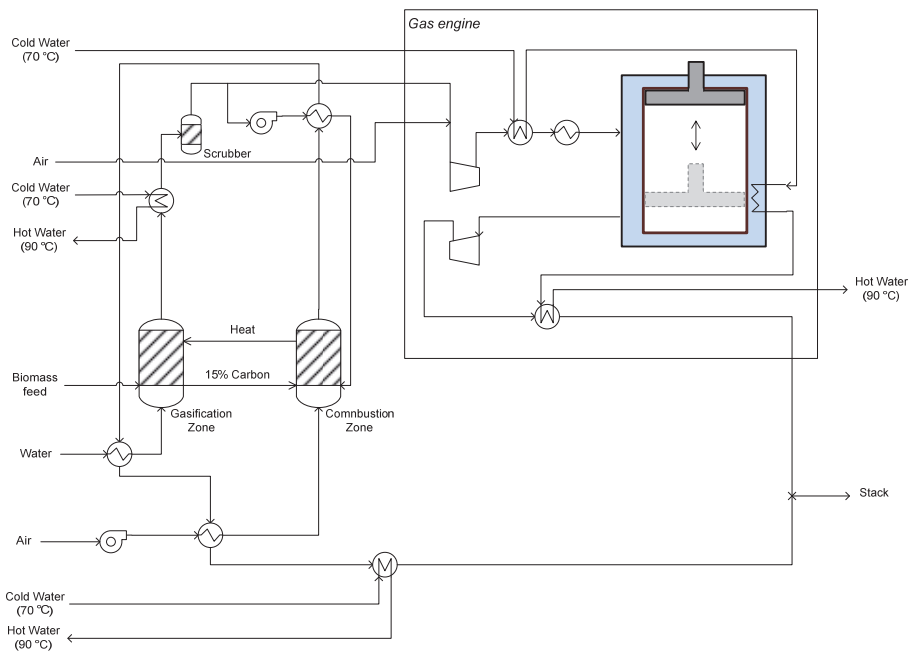 Gas engine
Cold Water
(70 °C)
Scrubber
Air
Cold Water
(70 °C)
Hot Water
(90 °C)
Hot Water
(90 °C)
Heat
15% Carbon
Biomass
feed
Gasification
Zone
Comnbustion
Zone
Water
Stack
Air
Cold Water
(70 °C)
Hot Water
(90 °C)